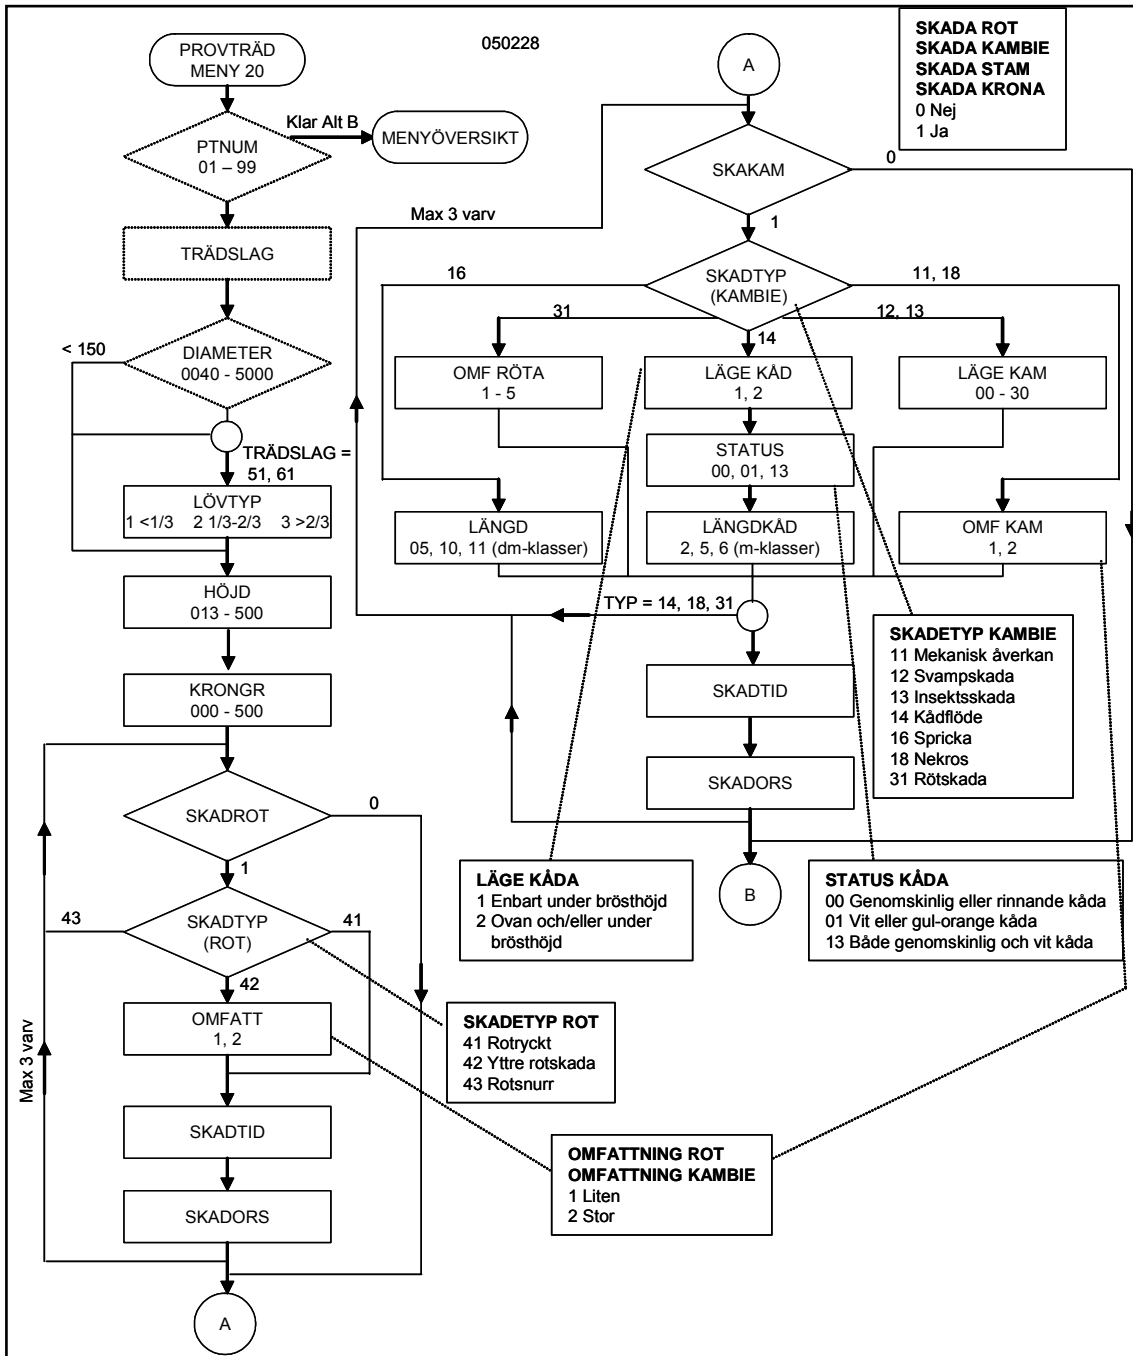 PROVTRÄD
MENY 20
050228
PTNUM
01 – 99
Klar Alt B
MENYÖVERSIKT
TRÄDSLAG
DIAMETER
0040 - 5000
< 150
TRÄDSLAG =
51, 61
LÖVTYP
1 <1/3 2 1/3-2/3 3 >2/3
HÖJD
013 - 500
KRONGR
000 - 500
SKADROT
0
1
SKADTYP
(ROT)
43
41
42
OMFATT
1, 2
Max 3 varv
SKADTID
SKADORS
A
A
SKADA ROT
SKADA KAMBIE
SKADA STAM
SKADA KRONA
0 Nej
1 Ja
SKAKAM
0
1
Max 3 varv
SKADTYP
(KAMBIE)
16
11, 18
31
12, 13
14
OMF RÖTA
1 - 5
LÄGE KÅD
1, 2
LÄGE KAM
00 - 30
STATUS
00, 01, 13
LÄNGD
05, 10, 11 (dm-klasser)
LÄNGDKÅD
2, 5, 6 (m-klasser)
OMF KAM
1, 2
TYP = 14, 18, 31
SKADTID
SKADORS
B
SKADETYP KAMBIE
11 Mekanisk åverkan
12 Svampskada
13 Insektsskada
14 Kådflöde
16 Spricka
18 Nekros
31 Rötskada
LÄGE KÅDA
1 Enbart under brösthöjd
2 Ovan och/eller under
brösthöjd
STATUS KÅDA
00 Genomskinlig eller rinnande kåda
01 Vit eller gul-orange kåda
13 Både genomskinlig och vit kåda
SKADETYP ROT
41 Rotryckt
42 Yttre rotskada
43 Rotsnurr
OMFATTNING ROT
OMFATTNING KAMBIE
1 Liten
2 Stor